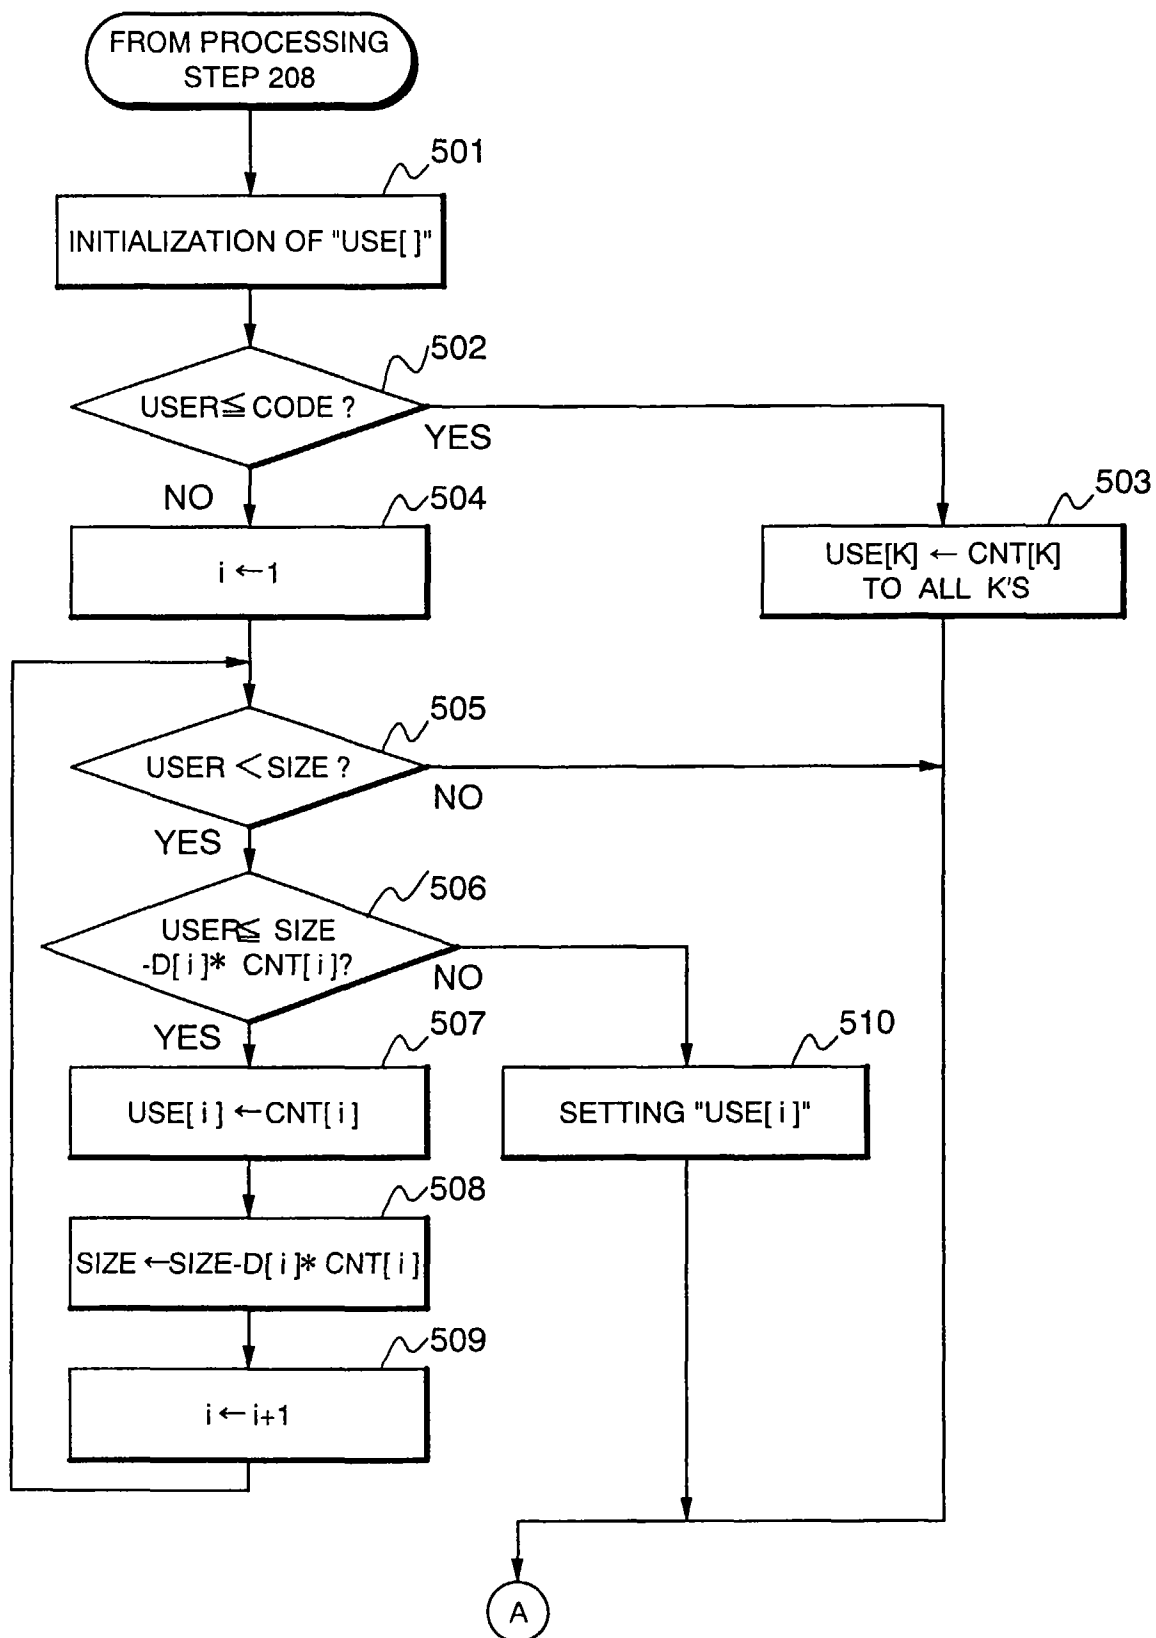 FROM PROCESSING
STEP 208
501
INITIALIZATION OF "USE[ ]"
502
USER≦ CODE ?
YES
NO
503
USE[K] ← CNT[K]
TO ALL K'S
504
i ←1
505
USER <SIZE ?
NO
YES
506
USER≦ SIZE
-D[ i ]* CNT[ i ]?
NO
YES
507
USE[ i ] ←CNT[ i ]
510
SETTING "USE[ i ]"
508
SIZE ←SIZE-D[ i ]* CNT[ i ]
509
i ← i+1
A